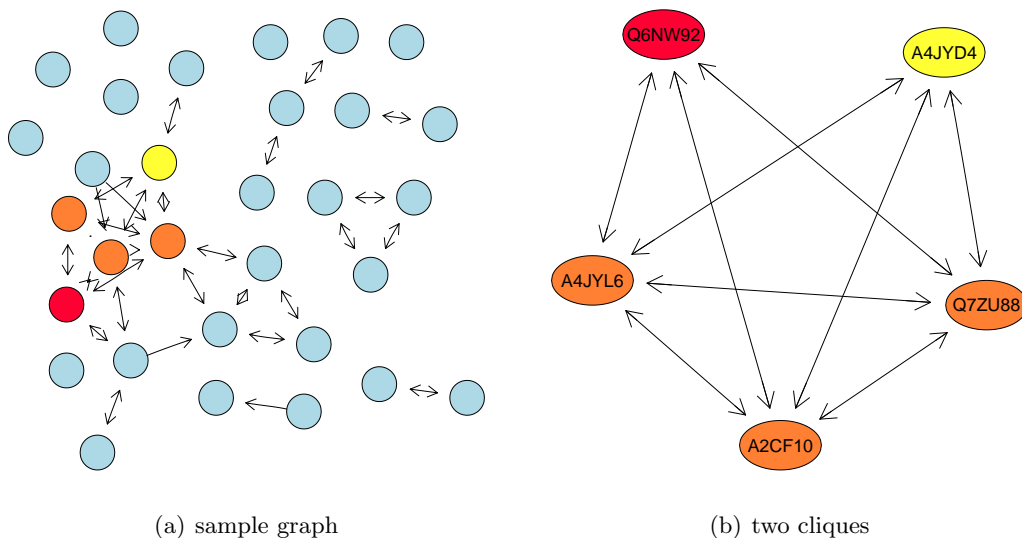 Q6NW92
A4JYD4
A4JYL6
Q7ZU88
A2CF10
(a) sample graph
(b) two cliques